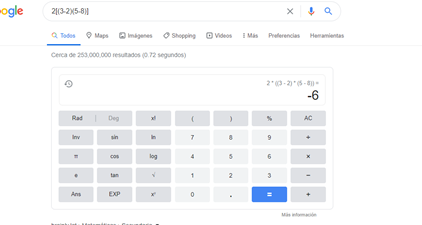 ogle 2[(3-2)(5-8)]
Todos Maps Imágenes Shopping Vídeos Más Preferencias Herramientas
Cerca de 253,000,000 resultados (0.72 segundos)
2 * ((3 - 2) * (5 - 8)) =
-6
Rad | Deg x! ( ) % AC
Inv sin ln 7 8 9 ÷
π cos log 4 5 6 ×
e tan √ 1 2 3 −
Ans EXP xʸ 0 . = +
Más información